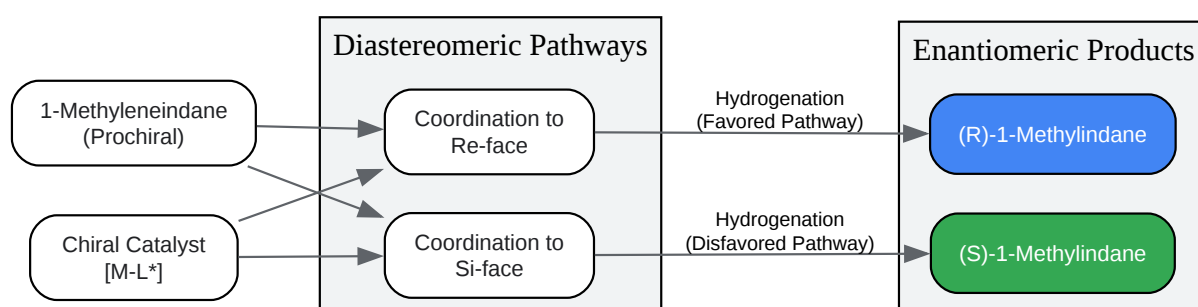 Diastereomeric Pathways
Enantiomeric Products
1-Methyleneindane
(Prochiral)
Coordination to
Re-face
Hydrogenation
(Favored Pathway)
(R)-1-Methylindane
Chiral Catalyst
[M-L*]
Coordination to
Si-face
Hydrogenation
(Disfavored Pathway)
(S)-1-Methylindane